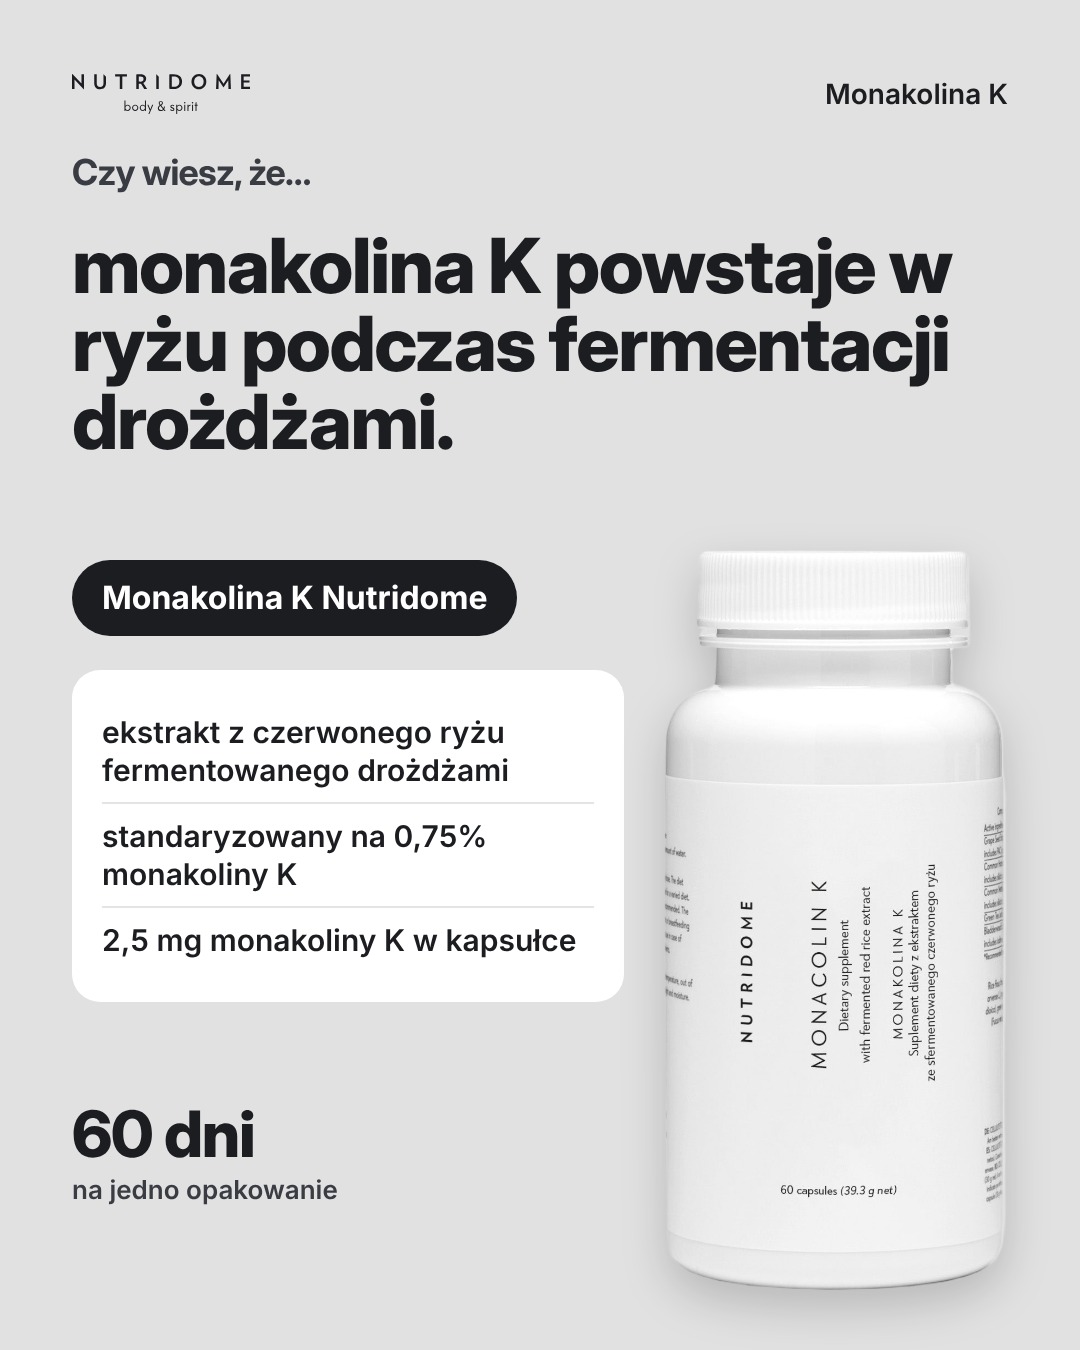 NUTRIDOME
body & spirit
Monakolina K
Czy wiesz, że...
monakolina K powstaje w
ryżu podczas fermentacji
drożdżami.
Monakolina K Nutridome
ekstrakt z czerwonego ryżu
fermentowanego drożdżami
standaryzowany na 0,75%
monakoliny K
2,5 mg monakoliny K w kapsułce
60 dni
na jedno opakowanie
NUTRIDOME
MONACOLIN K
Dietary supplement
with fermented red rice extract
MONAKOLINA K
Suplement diety z ekstraktem
ze sfermentowanego czerwonego ryżu
60 capsules (39.3 g net)